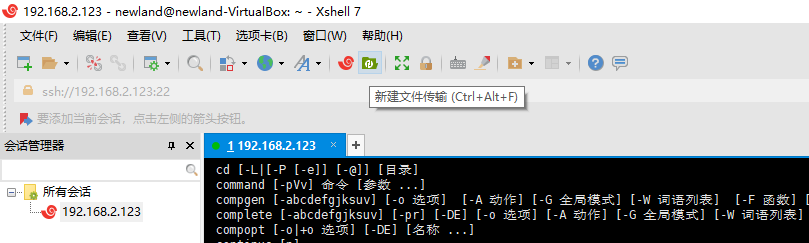 192.168.2.123 - newland@newland-VirtualBox: ~ - Xshell 7
文件(F) 编辑(E) 查看(V) 工具(T) 选项卡(B) 窗口(W) 帮助(H)
ssh://192.168.2.123:22
新建文件传输 (Ctrl+Alt+F)
要添加当前会话，点击左侧的箭头按钮。
会话管理器
1 192.168.2.123
所有会话
192.168.2.123
cd [-L|[-P [-e]] [-@]] [目录]
command [-pVv] 命令 [参数 ...]
compgen [-abcdefgjksuv] [-o 选项] [-A 动作] [-G 全局模式] [-W 词语列表] [-F 函数] [
complete [-abcdefgjksuv] [-pr] [-DE] [-o 选项] [-A 动作] [-G 全局模式] [-W 词语列
compopt [-o|+o 选项] [-DE] [名称 ...]
continue [n]